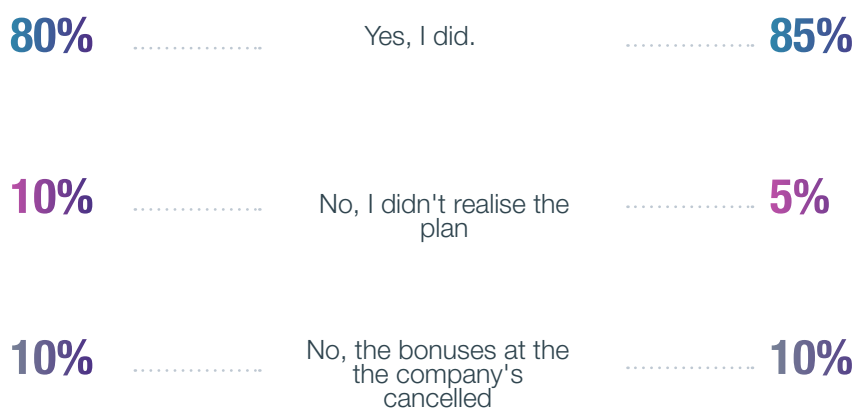 80% Yes, I did. 85%
10% No, I didn't realise the 5%
plan
10% No, the bonuses at the 10%
the company's
cancelled